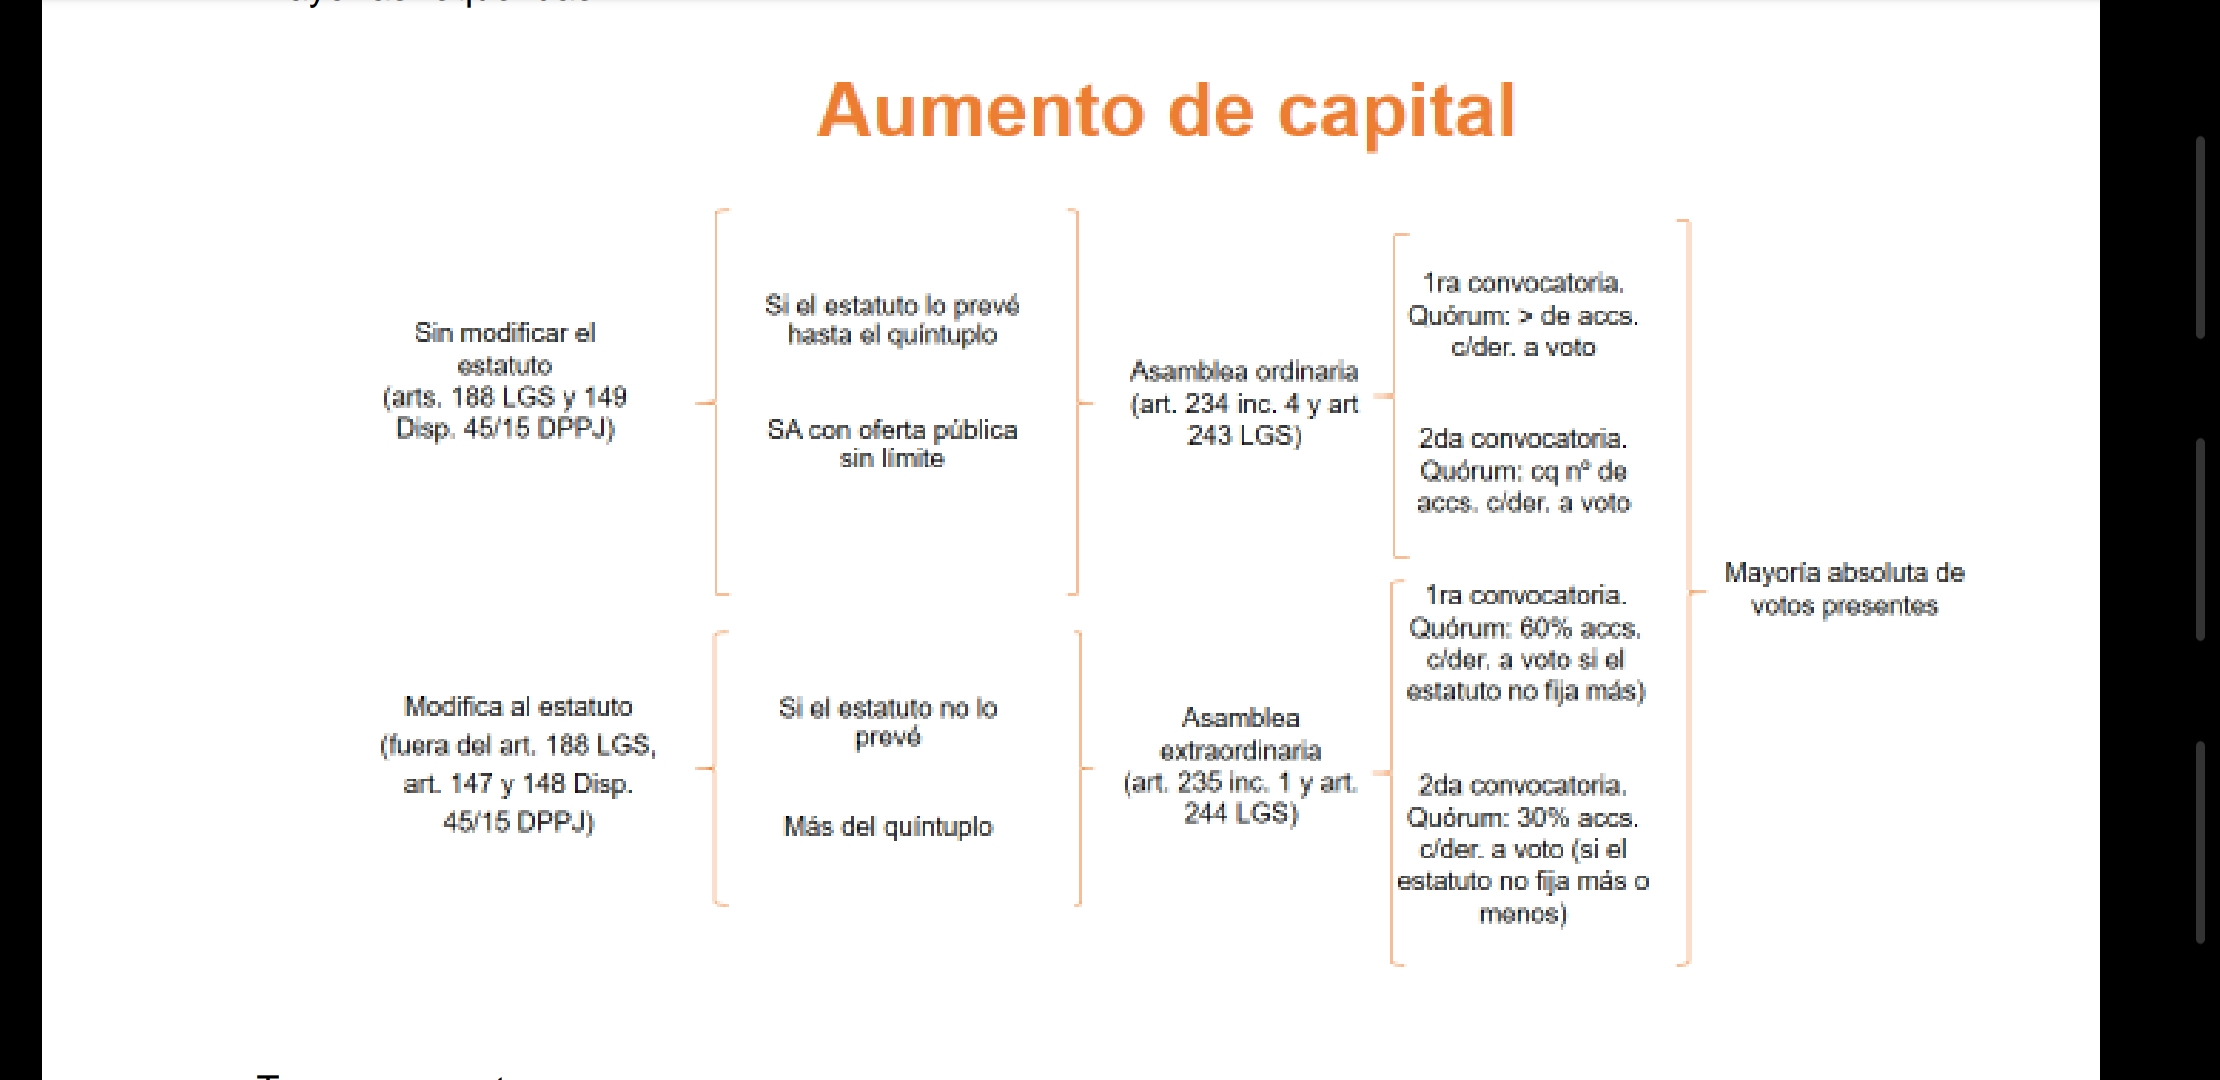 Aumento de capital
Sin modificar el
estatuto
(arts. 188 LGS y 149
Disp. 45/15 DPPJ)
Si el estatuto lo prevé
hasta el quíntuplo
SA con oferta pública
sin limite
Asamblea ordinaria
(art. 234 inc. 4 y art
243 LGS)
1ra convocatoria.
Quórum: > de accs.
c/der. a voto
2da convocatoria.
Quórum: cq nº de
accs. c/der. a voto
Modifica al estatuto
(fuera del art. 188 LGS,
art. 147 y 148 Disp.
45/15 DPPJ)
Si el estatuto no lo
prevé
Más del quíntuplo
Asamblea
extraordinaria
(art. 235 inc. 1 y art.
244 LGS)
1ra convocatoria.
Quórum: 60% accs.
c/der. a voto si el
estatuto no fija más)
2da convocatoria.
Quórum: 30% accs.
c/der. a voto (si el
estatuto no fija más o
menos)
Mayoría absoluta de
votos presentes